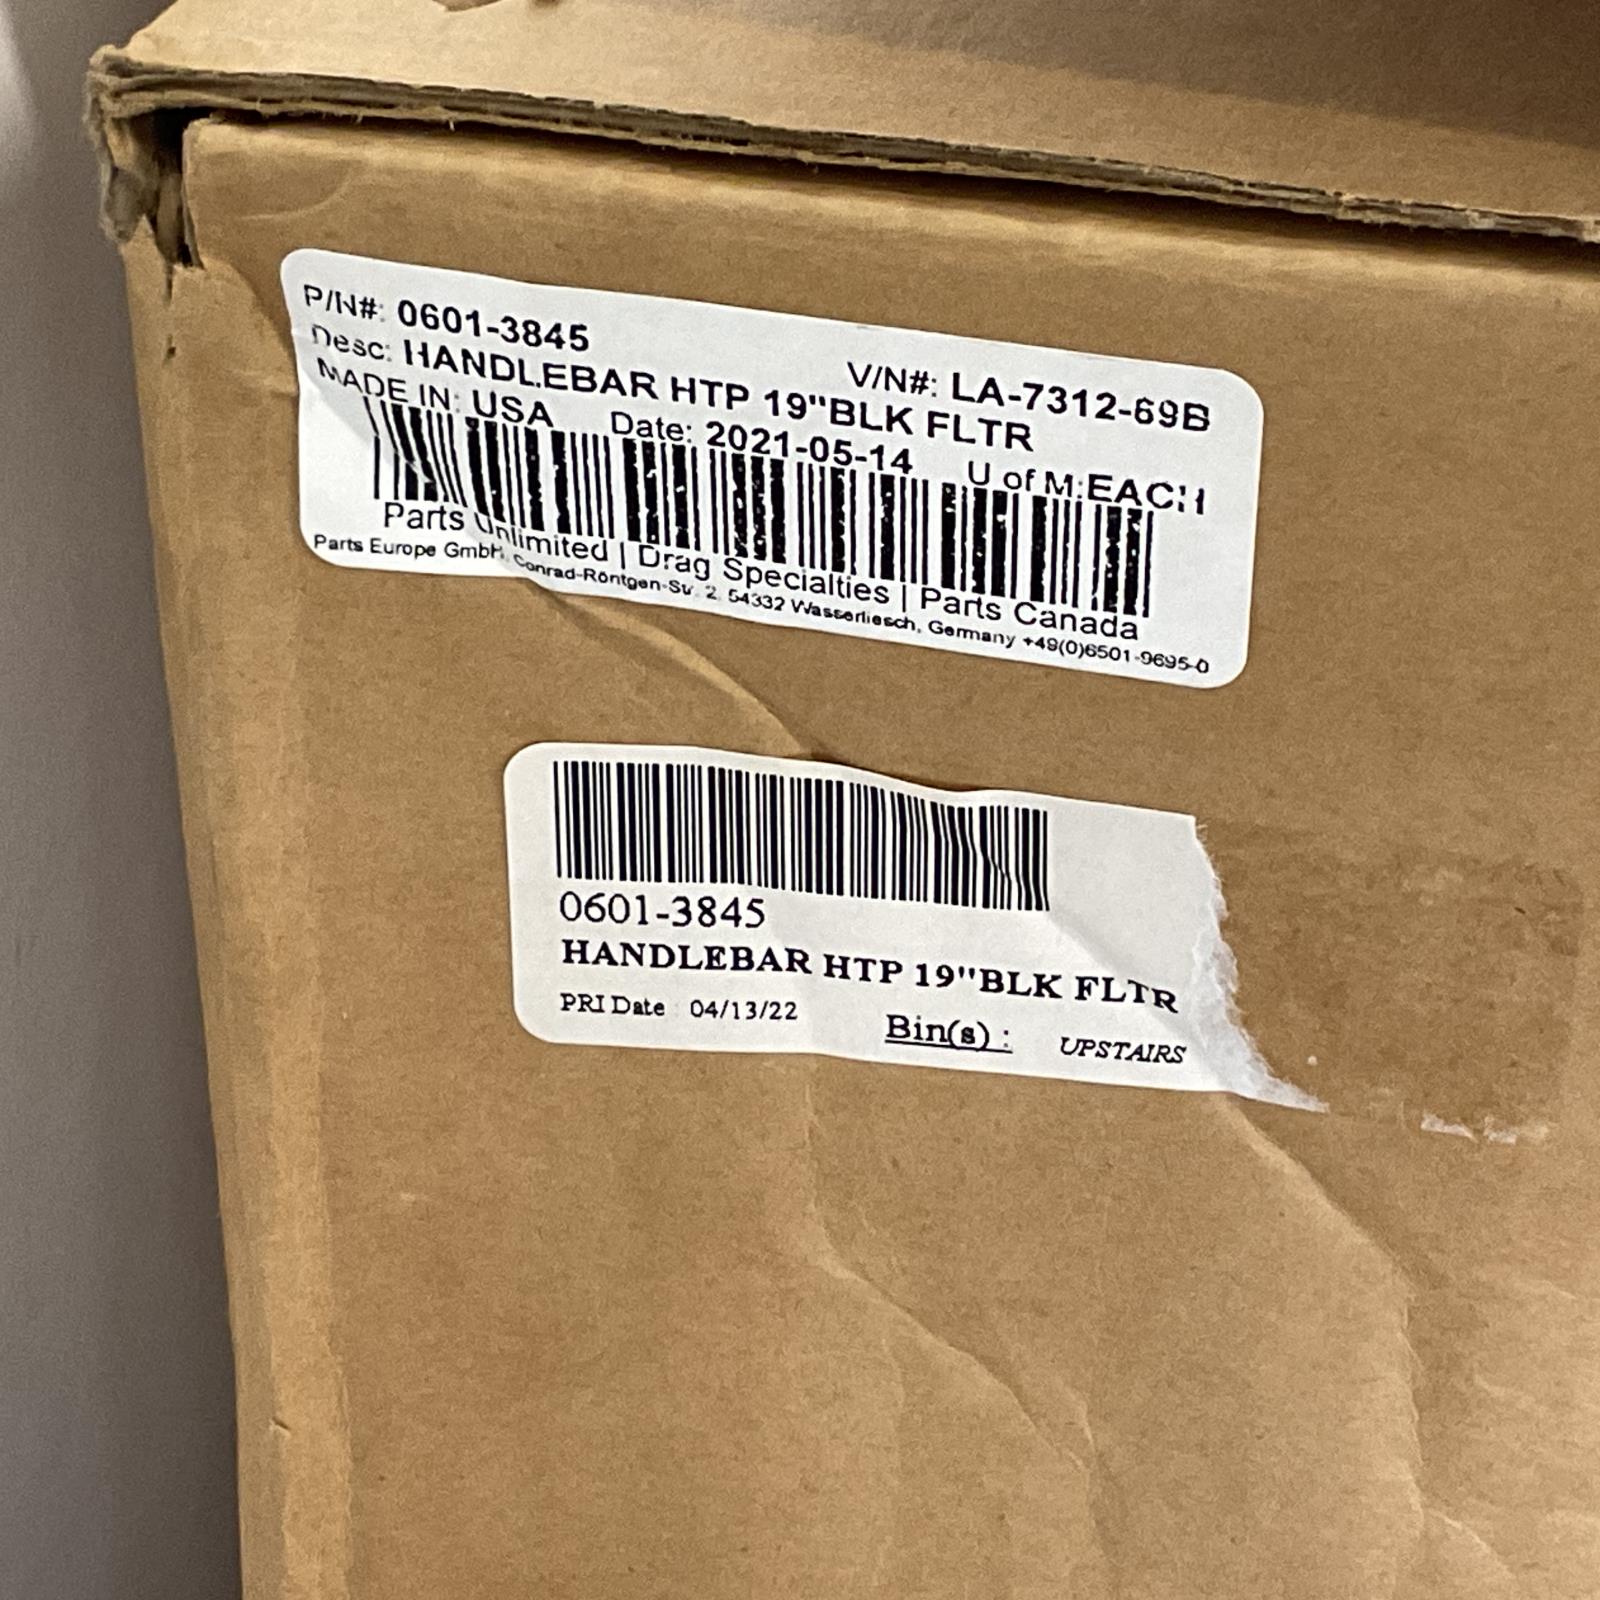 P/N#: 0601-3845
V/N#: LA-7312-69B
Desc: HANDLEBAR HTP 19"BLK FLTR
MADE IN: USA Date: 2021-05-14 U of M:EACH
Parts Unlimited | Drag Specialties | Parts Canada
Parts Europe GmbH, Conrad-Röntgen-Str. 2, 54332 Wasserliesch, Germany +49(0)6501-9695-0
0601-3845
HANDLEBAR HTP 19"BLK FLTR
PRI Date : 04/13/22
Bin(s) : UPSTAIRS